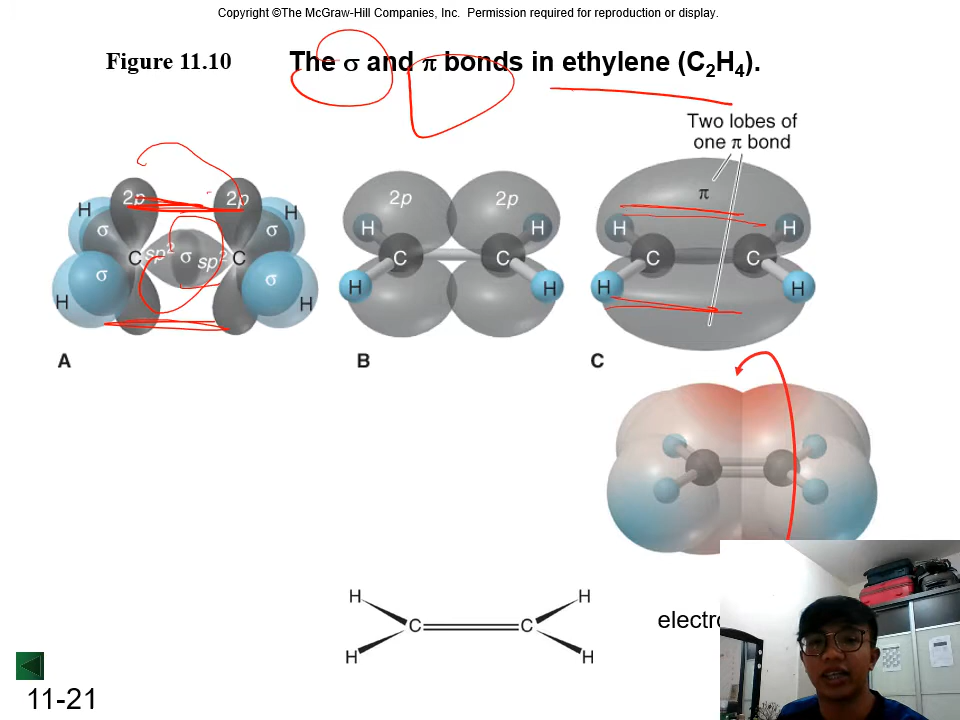 Copyright ©The McGraw-Hill Companies, Inc. Permission required for reproduction or display.
Figure 11.10
The σ and π bonds in ethylene (C₂H₄).
Two lobes of
one π bond
2p 2p
H H
σ σ
C sp² σ sp² C
σ σ
H H
2p 2p
H H
C C
H H
π
H H
C C
H H
A B C
H H
C C
H H
electro
11-21